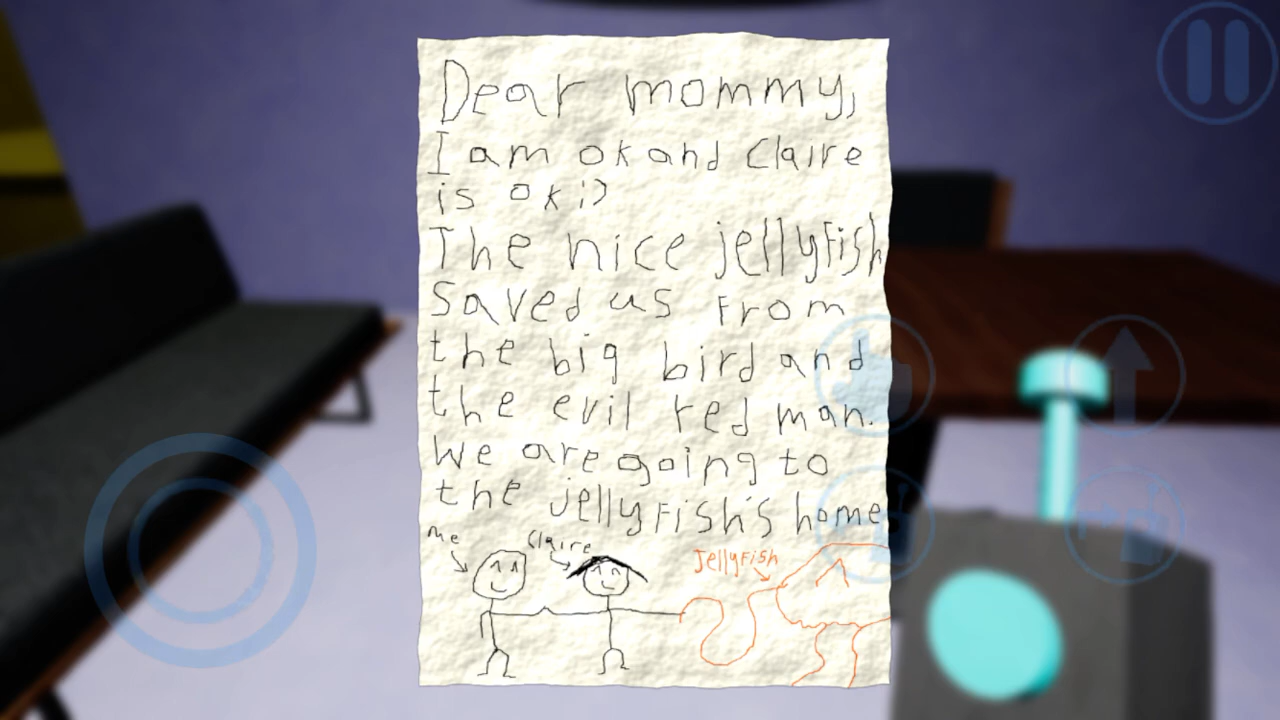 Dear mommy,
I am ok and Claire
is ok :)
The nice jellyfish
saved us from
the big bird and
the evil red man.
We are going to
the jellyfish's home
me
Claire
Jellyfish